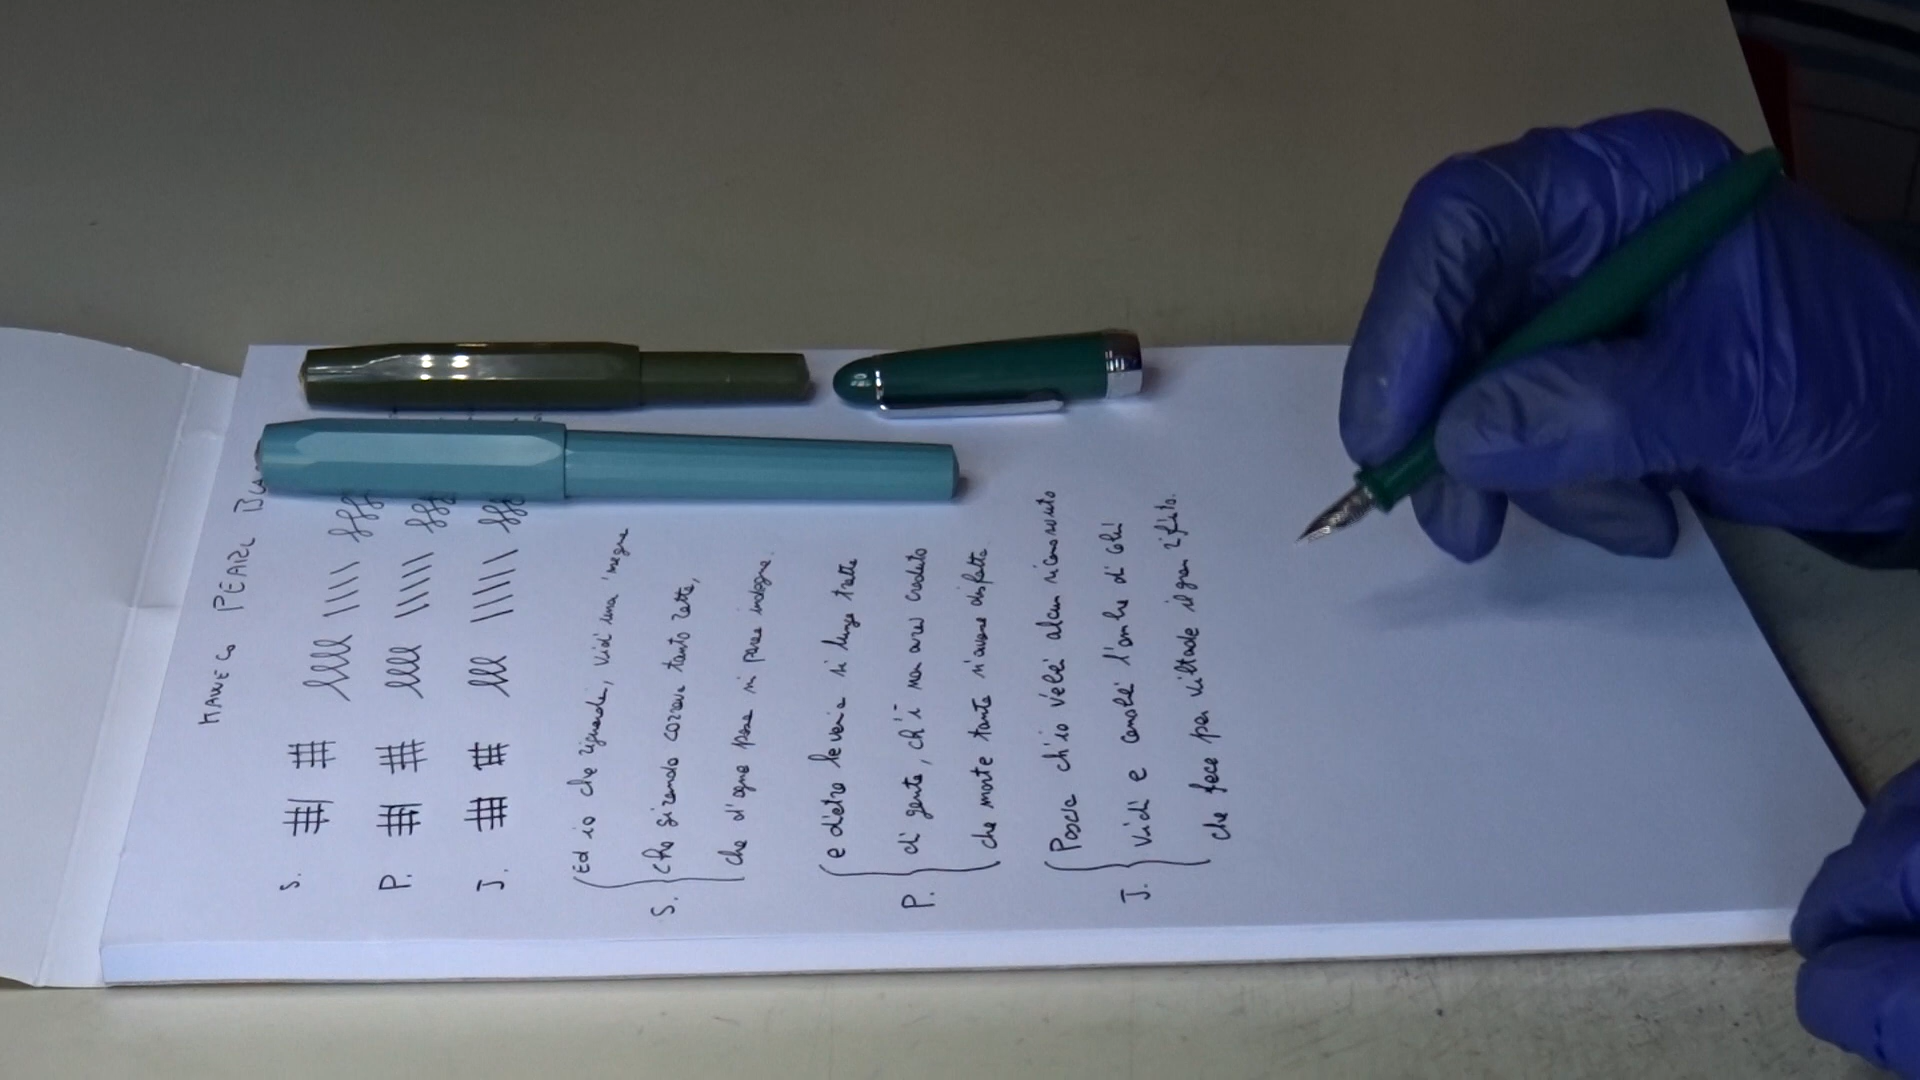 KAWECO PEARL
S.
P.
J.
Ed io che riguardai, vidi una 'nsegna
S. che girando correva tanto ratta,
che d'ogne posa mi parea indegna.
e dietro le venia sì lunga tratta
P. di gente, ch'i' non averei creduto
che morte tanta n'avesse disfatta.
Poscia ch'io v'ebbi alcun riconosciuto
J. vidi e conobbi l'ombra di colui
che fece per viltade il gran rifiuto.